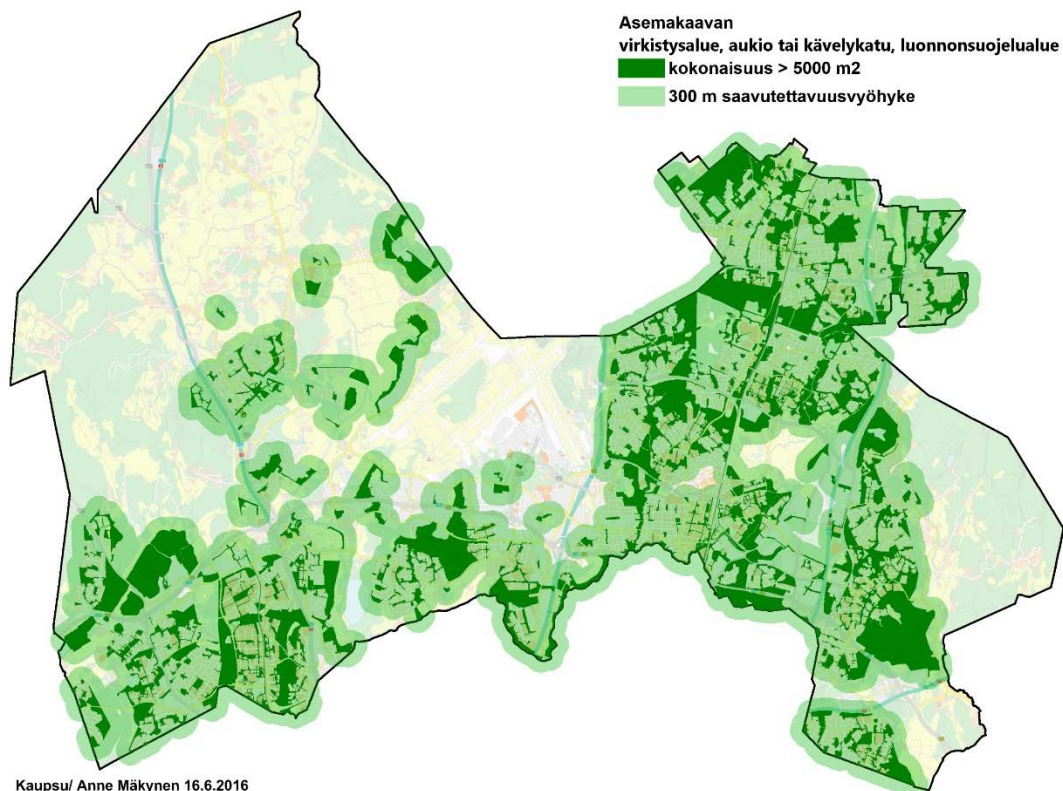 Asemakaavan
virkistysalue, aukio tai kävelykatu, luonnonsuojelualue
kokonaisuus > 5000 m2
300 m saavutettavuusvyöhyke
Kaupsu/ Anne Mäkynen 16.6.2016